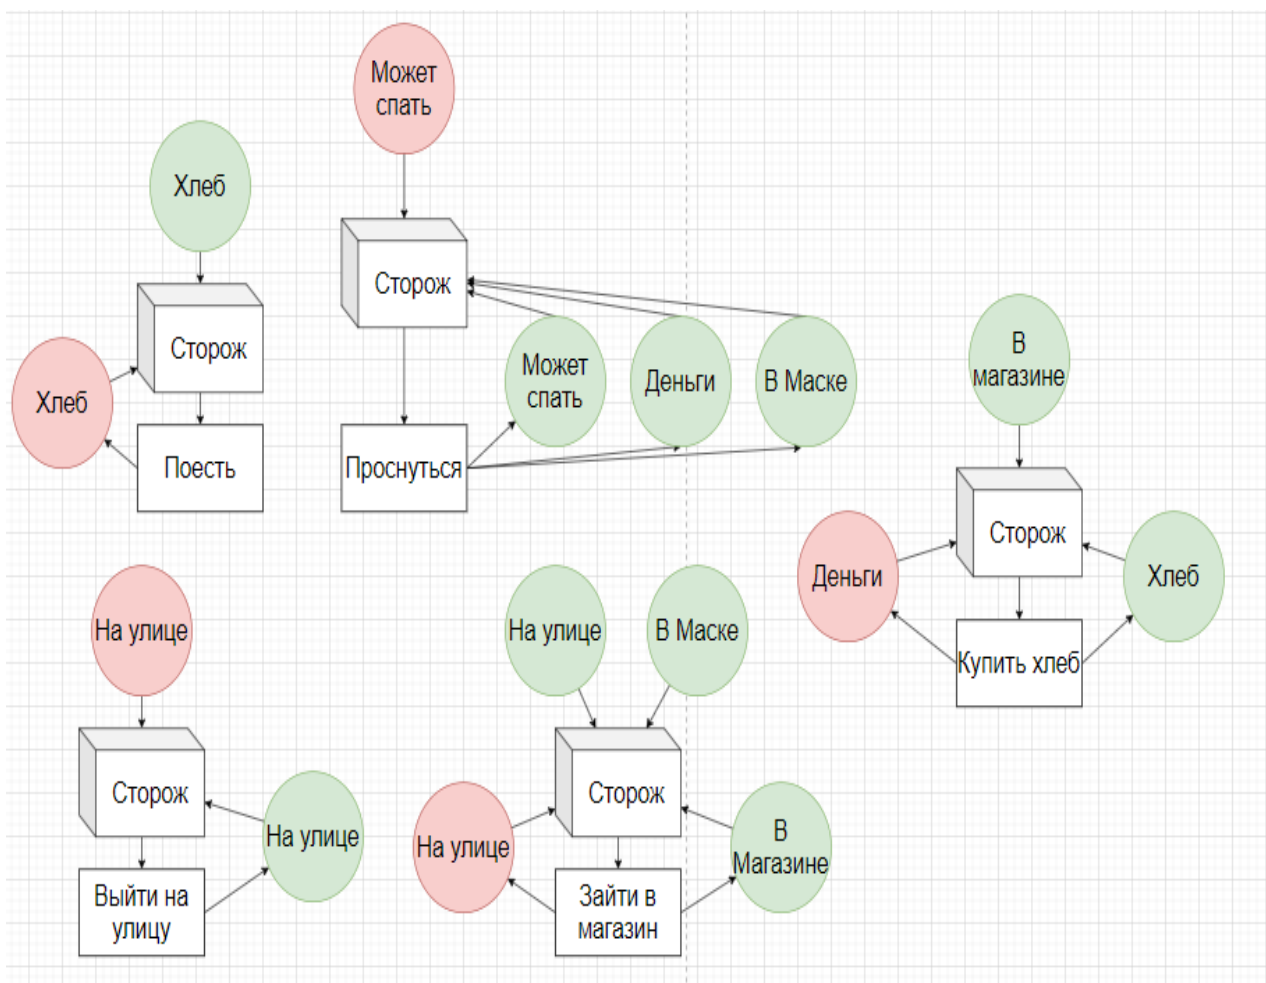 Может
спать
Хлеб
Сторож
Хлеб
Поесть
Сторож
Может
спать
Деньги
В Маске
Проснуться
В
магазине
Сторож
Деньги
Хлеб
Купить хлеб
На улице
Сторож
На улице
Выйти на
улицу
На улице
В Маске
Сторож
На улице
В
Магазине
Зайти в
магазин